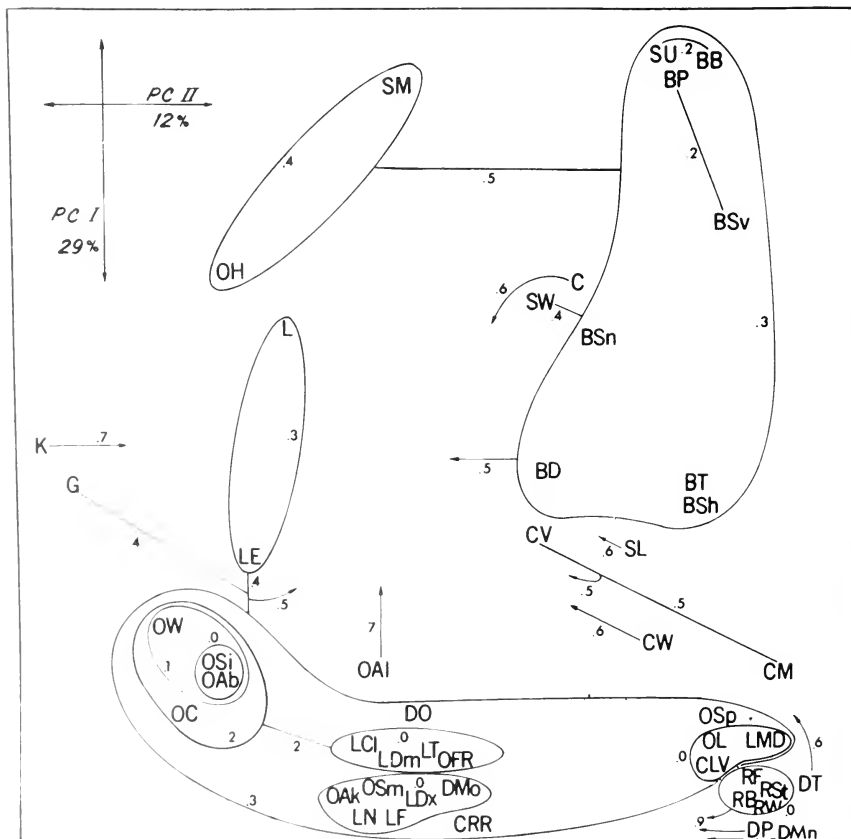 SU .2 BB
BP
SM
PC II
12%
.4
.2
.5
PC I
29%
BSv
OH
C
.6
SW
.4
L
BSn
.3
.3
K .7
G
BD
.5
BT
BSh
.4
CV
SL
.6
LE
.4
.5
.5
.5
OW
.0
.6
CW
7
OSi
OAb
.1
OAl
CM
OC
DO
OSp
2
2
LCl .0 LT
LDm OFR
OL LMD
.0
CLV
.6
DT
.3
OAk OSm .0 DMo
LDx
LN LF
CRR
RF
RSt
RB
RW .0
.9
DP DMn